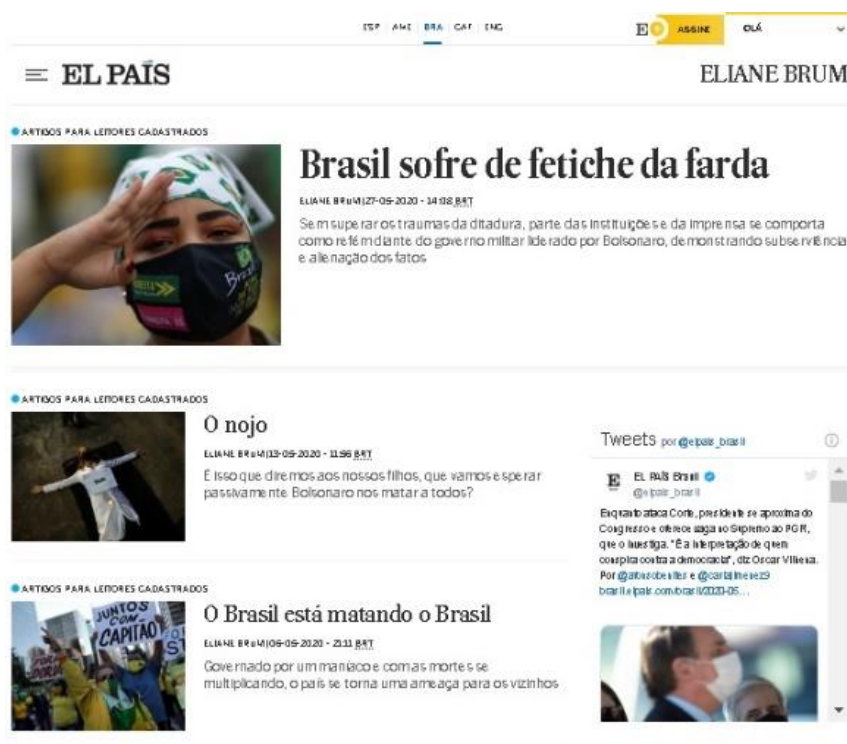 ESP AME BRA CAT ENG
E ASSINE OLÁ
EL PAÍS
ELIANE BRUM
ARTIGOS PARA LEITORES CADASTRADOS
Brasil sofre de fetiche da farda
ELIANE BRUM|27-05-2020 - 14:08 BRT
Sem superar os traumas da ditadura, parte das instituições e da imprensa se comporta
como refém diante do governo militar liderado por Bolsonaro, demonstrando subserviência
e alienação dos fatos
ARTIGOS PARA LEITORES CADASTRADOS
O nojo
ELIANE BRUM|13-05-2020 - 11:56 BRT
É isso que diremos aos nossos filhos, que vamos esperar
passivamente Bolsonaro nos matar a todos?
ARTIGOS PARA LEITORES CADASTRADOS
JUNTOS
COM
CAPITÃO
FORA
O Brasil está matando o Brasil
ELIANE BRUM|06-05-2020 - 21:11 BRT
Governado por um maníaco e com as mortes se
multiplicando, o país se torna uma ameaça para os vizinhos
Tweets por @elpais_brasil
EL PAÍS Brasil
@elpais_brasil
Enquanto ataca Corte, presidente se aproxima do
Congresso e oferece vaga no Supremo ao PGR,
que o investiga. "É a interpretação de quem
conspira contra a democracia", diz Oscar Vilhena.
Por @afonsobenites e @carlajimenez9
brasil.elpais.com/brasil/2020-05...